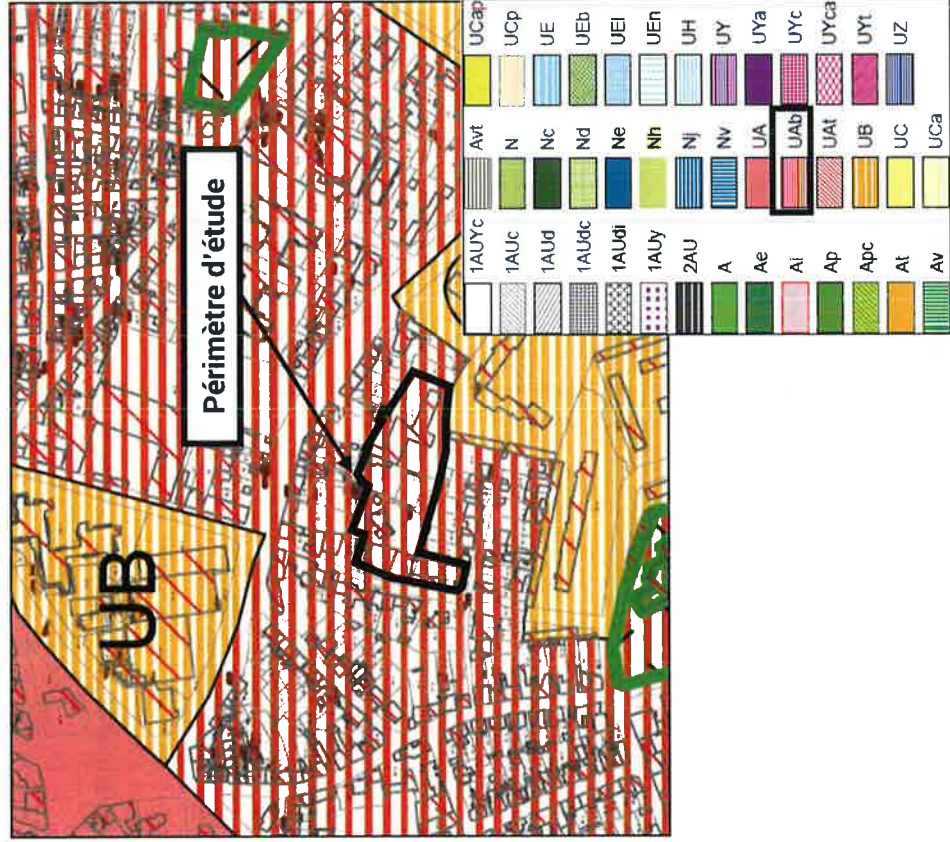 UB
Périmètre d'étude
1AUYc
1AUc
1AUd
1AUdc
1AUdi
1AUy
2AU
A
Ae
Ai
Ap
Apc
At
Av
Avt
N
Nc
Nd
Ne
Nh
Nj
Nv
UA
UAb
UAt
UB
UC
UCa
UCap
UCp
UE
UEb
UEl
UEn
UH
UY
UYa
UYc
UYca
UYt
UZ